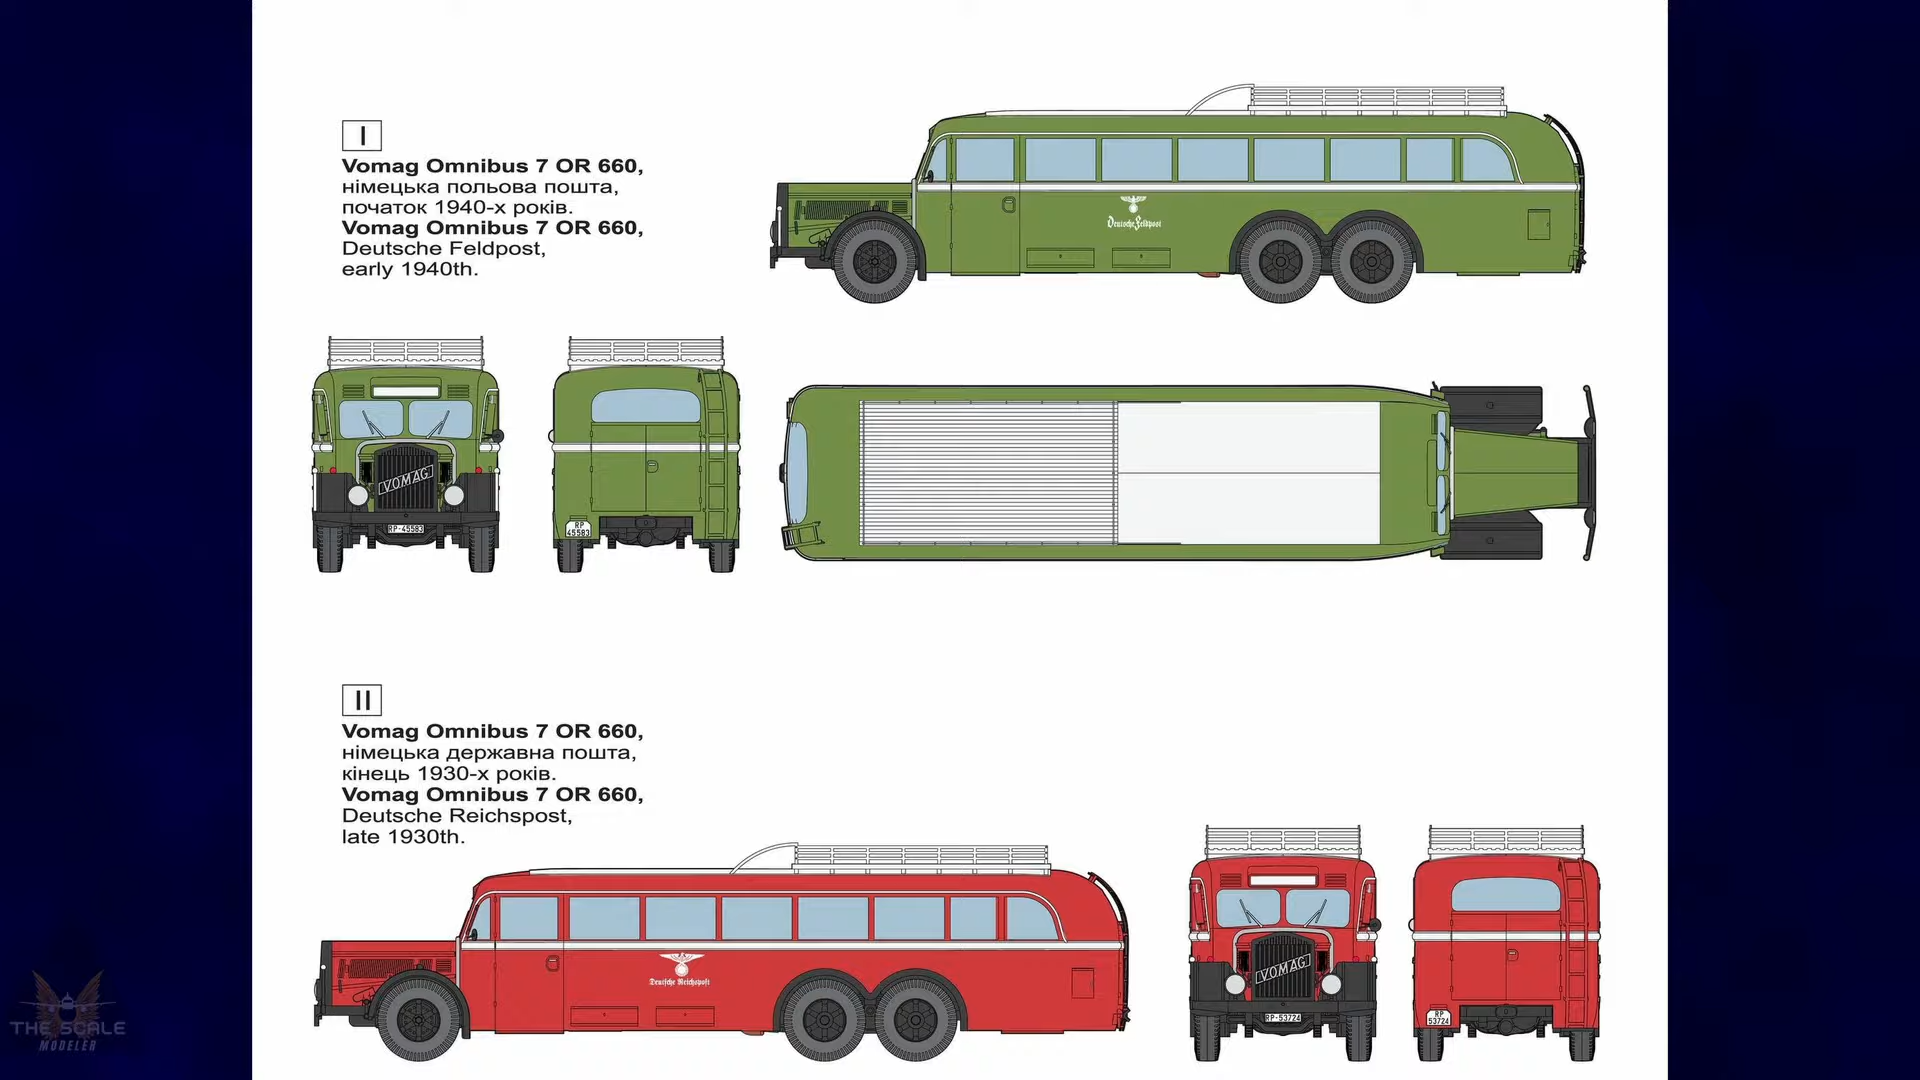 I
Vomag Omnibus 7 OR 660,
німецька польова пошта,
початок 1940-х років.
Vomag Omnibus 7 OR 660,
Deutsche Feldpost,
early 1940th.
Deutsche Feldpost
VOMAG
RP-45583
RP
45583
II
Vomag Omnibus 7 OR 660,
німецька державна пошта,
кінець 1930-х років.
Vomag Omnibus 7 OR 660,
Deutsche Reichspost,
late 1930th.
Deutsche Reichspost
VOMAG
RP-53724
RP
53724
THE SCALE
MODELER